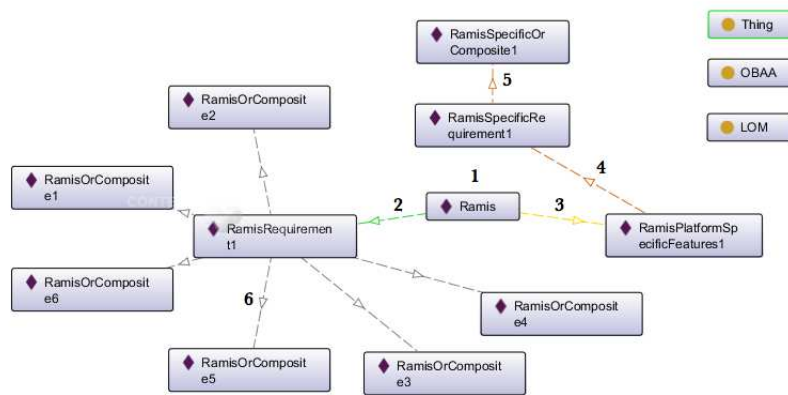 RamisSpecificOr
Composite1
Thing
5
OBAA
RamisOrComposit
e2
RamisSpecificRe
quirement1
LOM
4
RamisOrComposit
e1
1
2
Ramis
3
RamisRequiremen
t1
RamisPlatformSp
ecificFeatures1
RamisOrComposit
e6
6
RamisOrComposit
e4
RamisOrComposit
e5
RamisOrComposit
e3